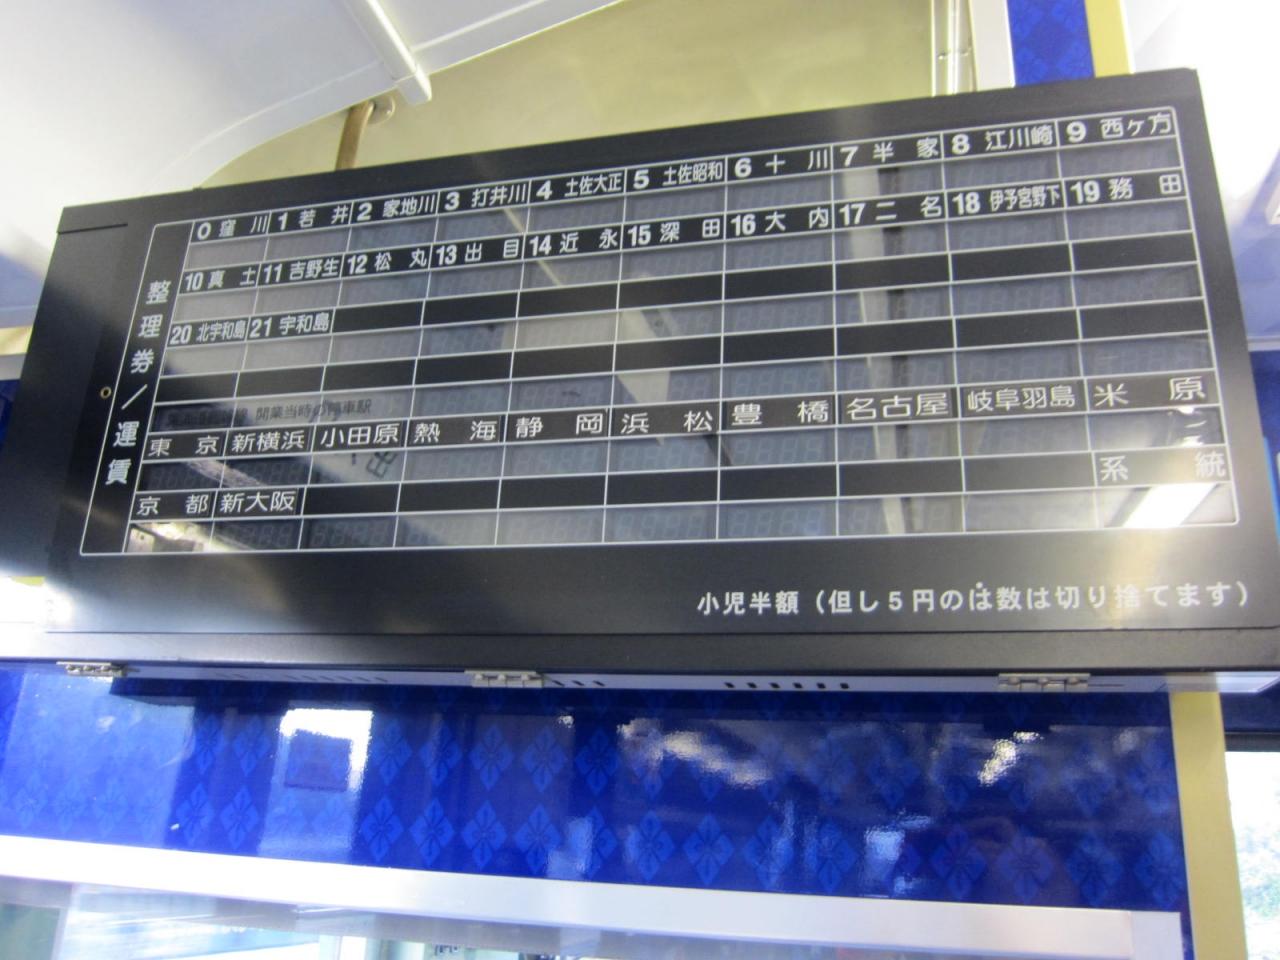 整理券／運賃
0 窪川 1 若井 2 家地川 3 打井川 4 土佐大正 5 土佐昭和 6 十川 7 半家 8 江川崎 9 西ヶ方
10 真土 11 吉野生 12 松丸 13 出目 14 近永 15 深田 16 大内 17 二名 18 伊予宮野下 19 務田
20 北宇和島 21 宇和島
開業当時の停車駅
東京 新横浜 小田原 熱海 静岡 浜松 豊橋 名古屋 岐阜羽島 米原
京都 新大阪 系統
小児半額（但し5円のは数は切り捨てます）